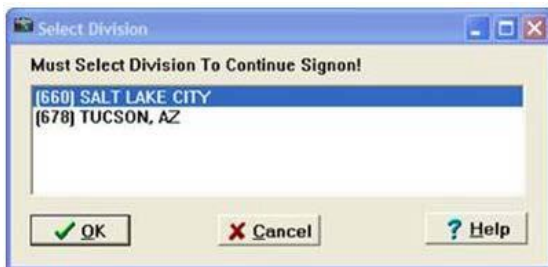 Select Division
Must Select Division To Continue Signon!
(660) SALT LAKE CITY
(678) TUCSON, AZ
OK
Cancel
Help